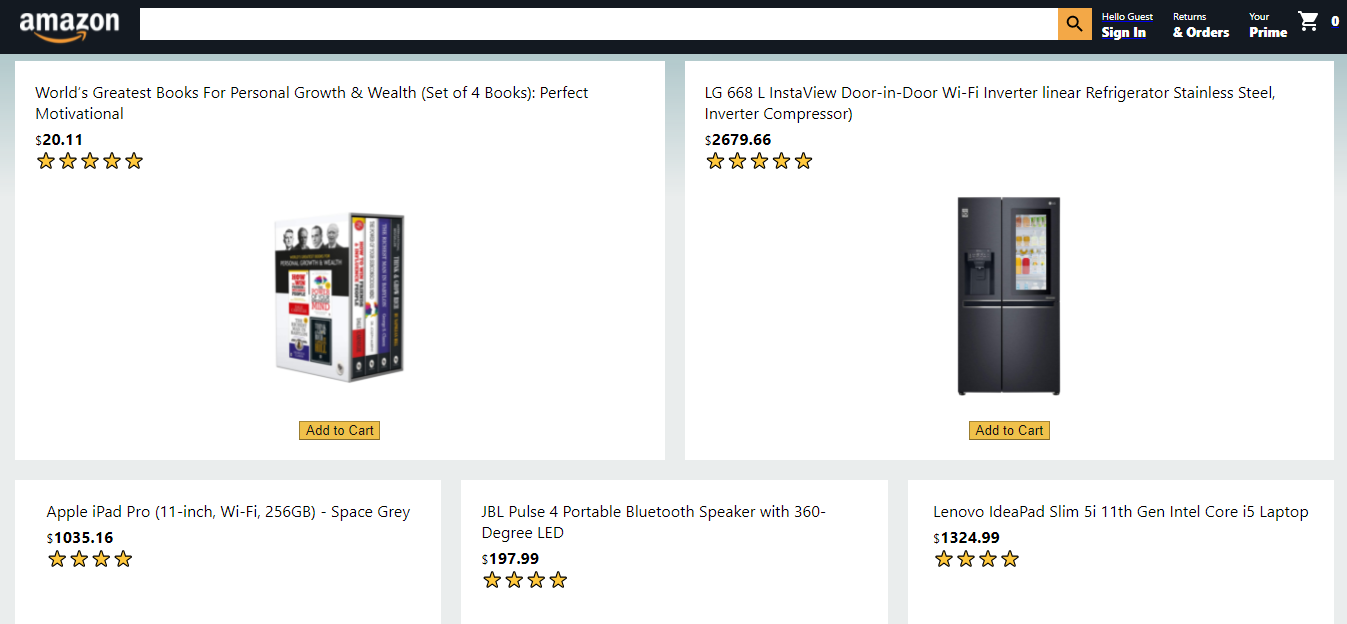 amazon
Hello Guest
Sign In
Returns
& Orders
Your
Prime
0
World's Greatest Books For Personal Growth & Wealth (Set of 4 Books): Perfect
Motivational
$20.11
LG 668 L InstaView Door-in-Door Wi-Fi Inverter linear Refrigerator Stainless Steel,
Inverter Compressor)
$2679.66
PERSONAL GROWTH & WEALTH
Add to Cart
Add to Cart
Apple iPad Pro (11-inch, Wi-Fi, 256GB) - Space Grey
$1035.16
JBL Pulse 4 Portable Bluetooth Speaker with 360-
Degree LED
$197.99
Lenovo IdeaPad Slim 5i 11th Gen Intel Core i5 Laptop
$1324.99